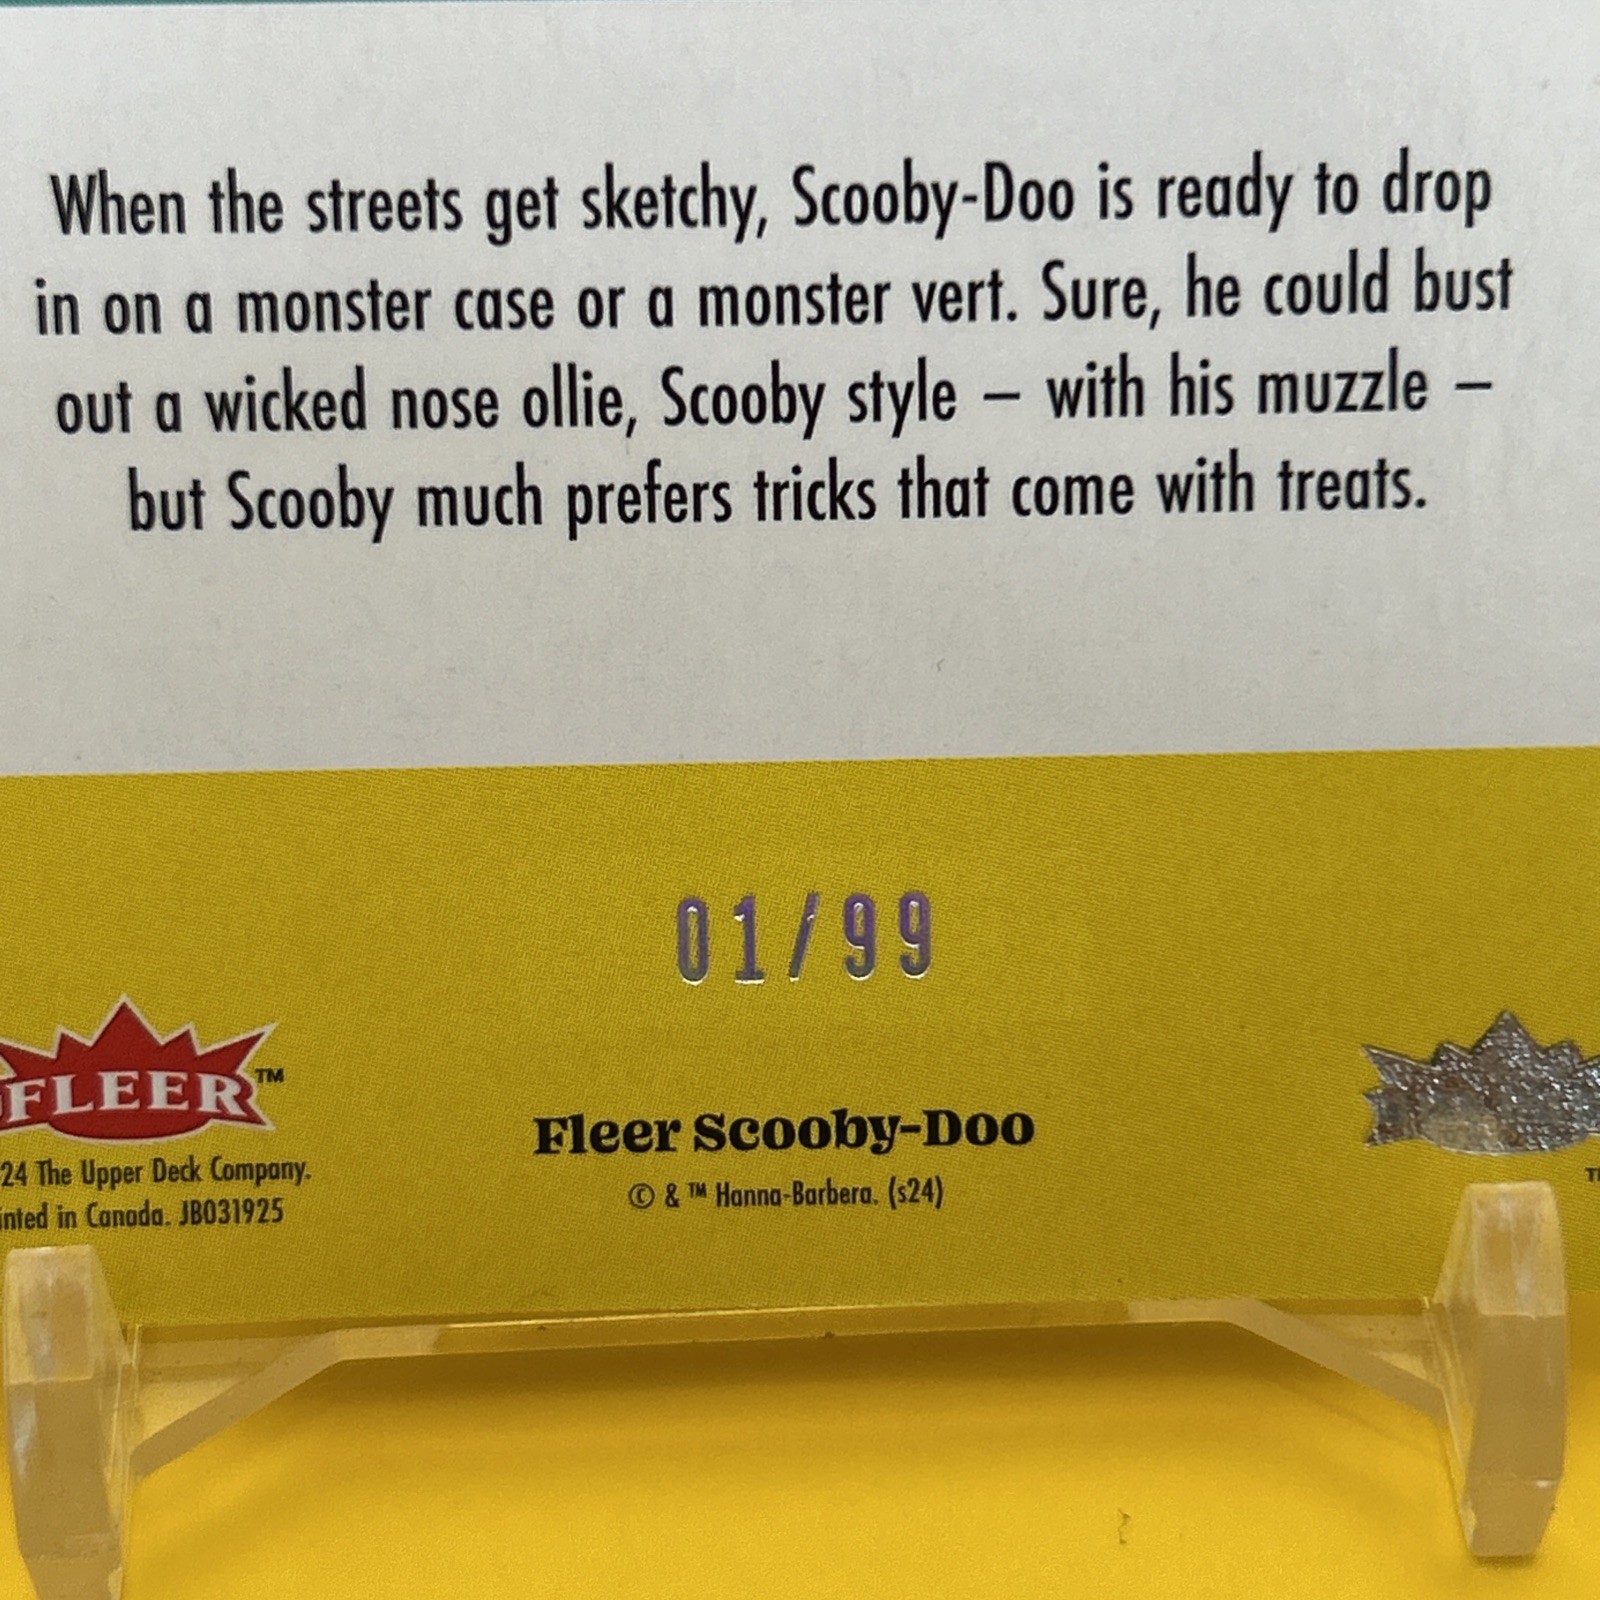 When the streets get sketchy, Scooby-Doo is ready to drop
in on a monster case or a monster vert. Sure, he could bust
out a wicked nose ollie, Scooby style – with his muzzle –
but Scooby much prefers tricks that come with treats.
01/99
FLEER™
24 The Upper Deck Company.
inted in Canada. JB031925
Fleer Scooby-Doo
© & ™ Hanna-Barbera. (s24)